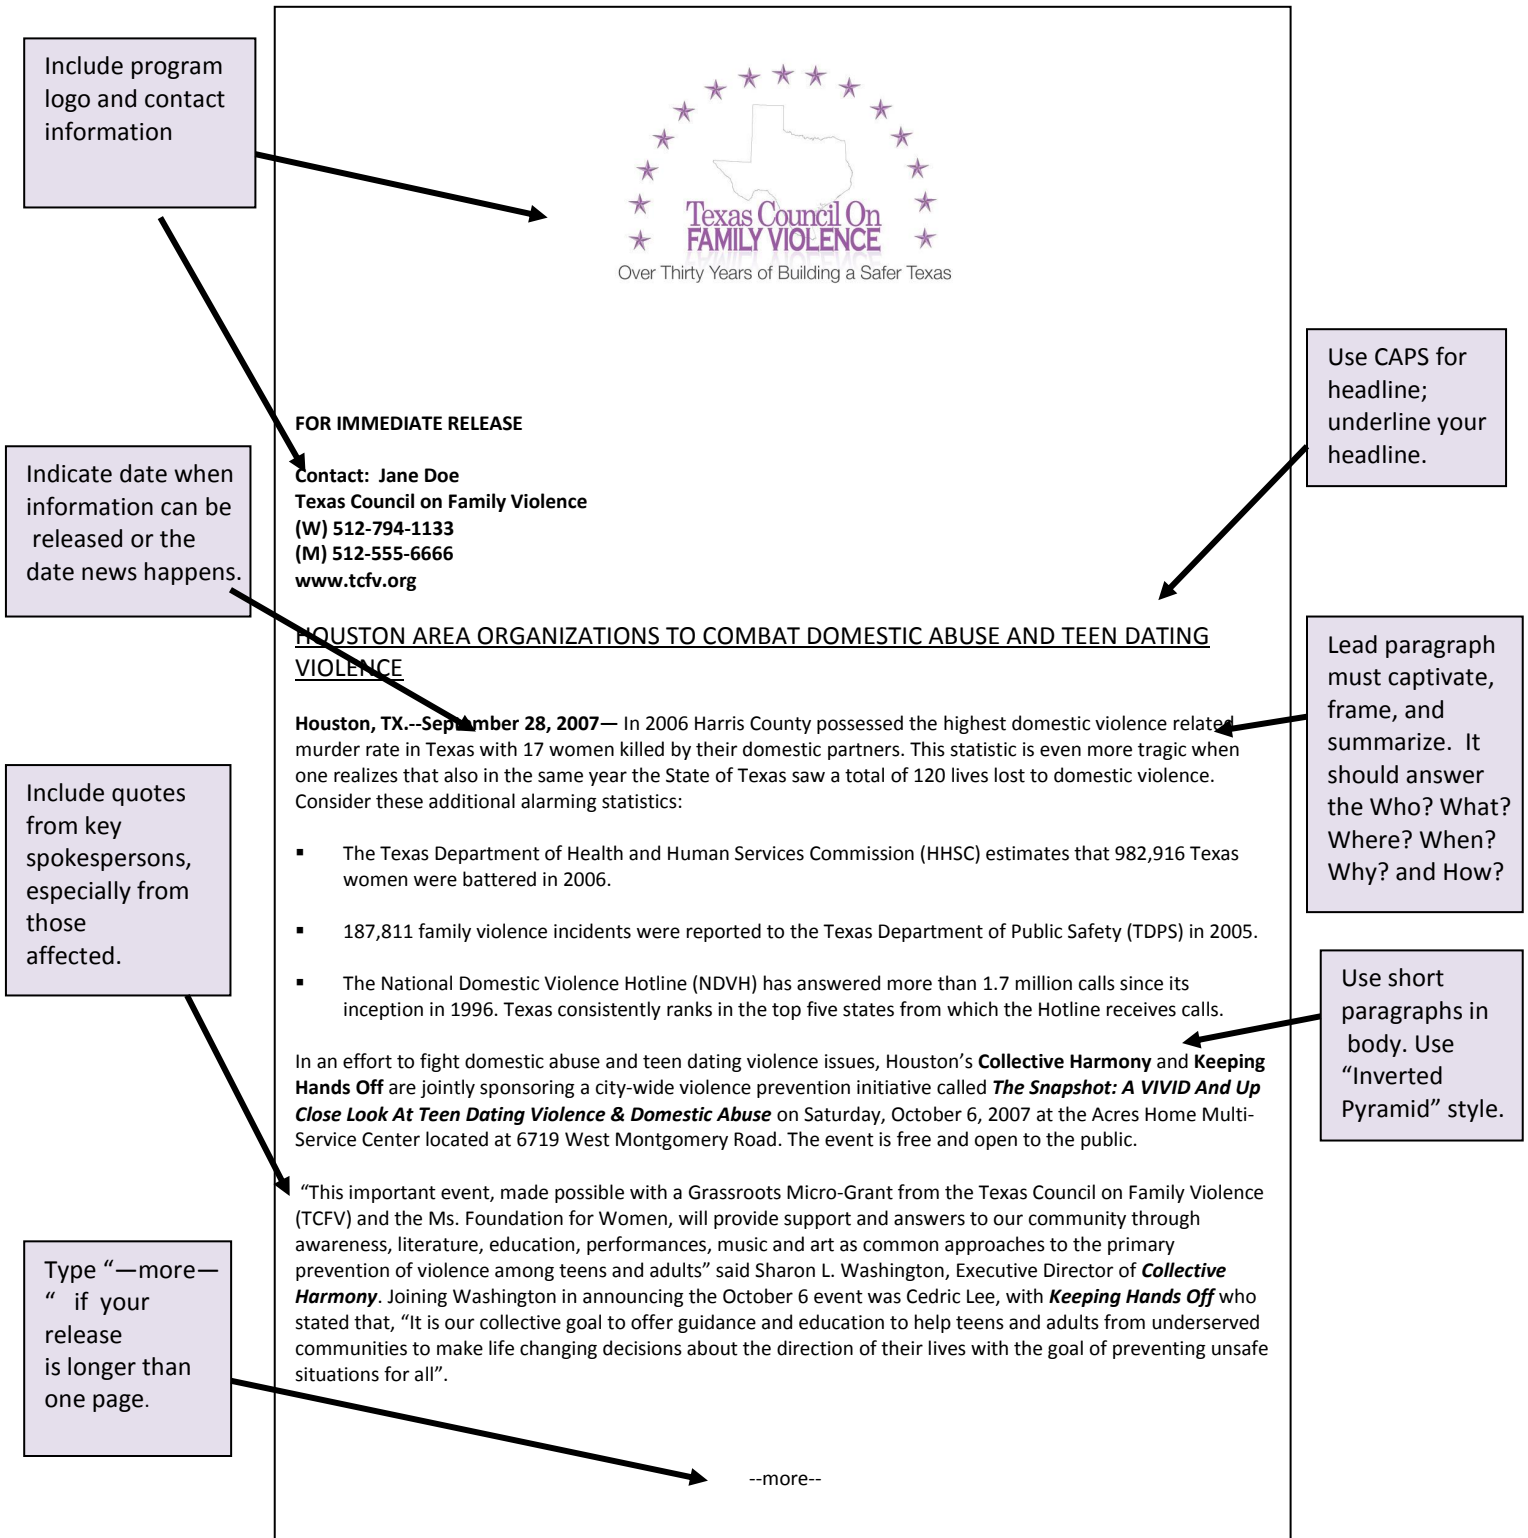 Include program
logo and contact
information
Texas Council On
FAMILY VIOLENCE
Over Thirty Years of Building a Safer Texas
Use CAPS for
headline;
underline your
headline.
FOR IMMEDIATE RELEASE
Indicate date when
information can be
released or the
date news happens.
Contact:  Jane Doe
Texas Council on Family Violence
(W) 512-794-1133
(M) 512-555-6666
www.tcfv.org
HOUSTON AREA ORGANIZATIONS TO COMBAT DOMESTIC ABUSE AND TEEN DATING
VIOLENCE
Lead paragraph
must captivate,
frame, and
summarize.  It
should answer
the Who? What?
Where? When?
Why? and How?
Houston, TX.--September 28, 2007— In 2006 Harris County possessed the highest domestic violence related
murder rate in Texas with 17 women killed by their domestic partners. This statistic is even more tragic when
one realizes that also in the same year the State of Texas saw a total of 120 lives lost to domestic violence.
Consider these additional alarming statistics:
Include quotes
from key
spokespersons,
especially from
those
affected.
▪ The Texas Department of Health and Human Services Commission (HHSC) estimates that 982,916 Texas
women were battered in 2006.
▪ 187,811 family violence incidents were reported to the Texas Department of Public Safety (TDPS) in 2005.
▪ The National Domestic Violence Hotline (NDVH) has answered more than 1.7 million calls since its
inception in 1996. Texas consistently ranks in the top five states from which the Hotline receives calls.
Use short
paragraphs in
body. Use
“Inverted
Pyramid” style.
In an effort to fight domestic abuse and teen dating violence issues, Houston’s Collective Harmony and Keeping
Hands Off are jointly sponsoring a city-wide violence prevention initiative called The Snapshot: A VIVID And Up
Close Look At Teen Dating Violence & Domestic Abuse on Saturday, October 6, 2007 at the Acres Home Multi-
Service Center located at 6719 West Montgomery Road. The event is free and open to the public.
“This important event, made possible with a Grassroots Micro-Grant from the Texas Council on Family Violence
(TCFV) and the Ms. Foundation for Women, will provide support and answers to our community through
awareness, literature, education, performances, music and art as common approaches to the primary
prevention of violence among teens and adults” said Sharon L. Washington, Executive Director of Collective
Harmony. Joining Washington in announcing the October 6 event was Cedric Lee, with Keeping Hands Off who
stated that, “It is our collective goal to offer guidance and education to help teens and adults from underserved
communities to make life changing decisions about the direction of their lives with the goal of preventing unsafe
situations for all”.
Type “—more—
“   if  your
release
is longer than
one page.
--more--